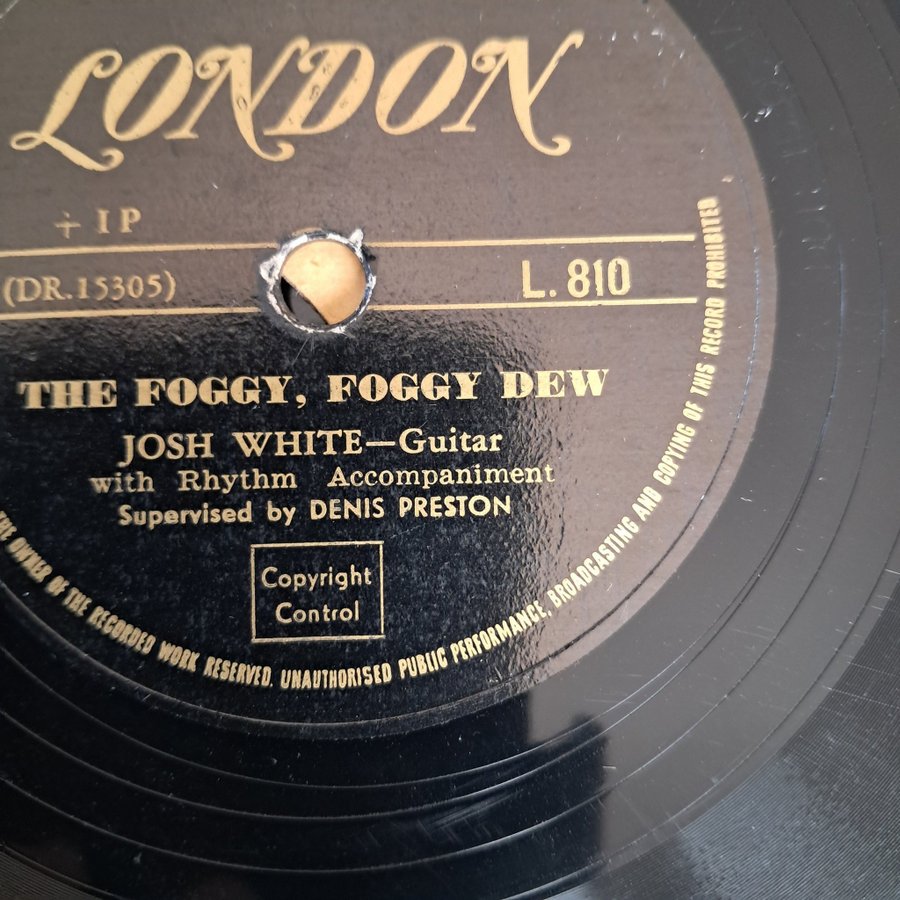 LONDON
+ IP
(DR.15305)
L. 810
THE FOGGY, FOGGY DEW
JOSH WHITE—Guitar
with Rhythm Accompaniment
Supervised by DENIS PRESTON
Copyright
Control
THE OWNER OF THE RECORDED WORK RESERVED. UNAUTHORISED PUBLIC PERFORMANCE, BROADCASTING AND COPYING OF THIS RECORD PROHIBITED